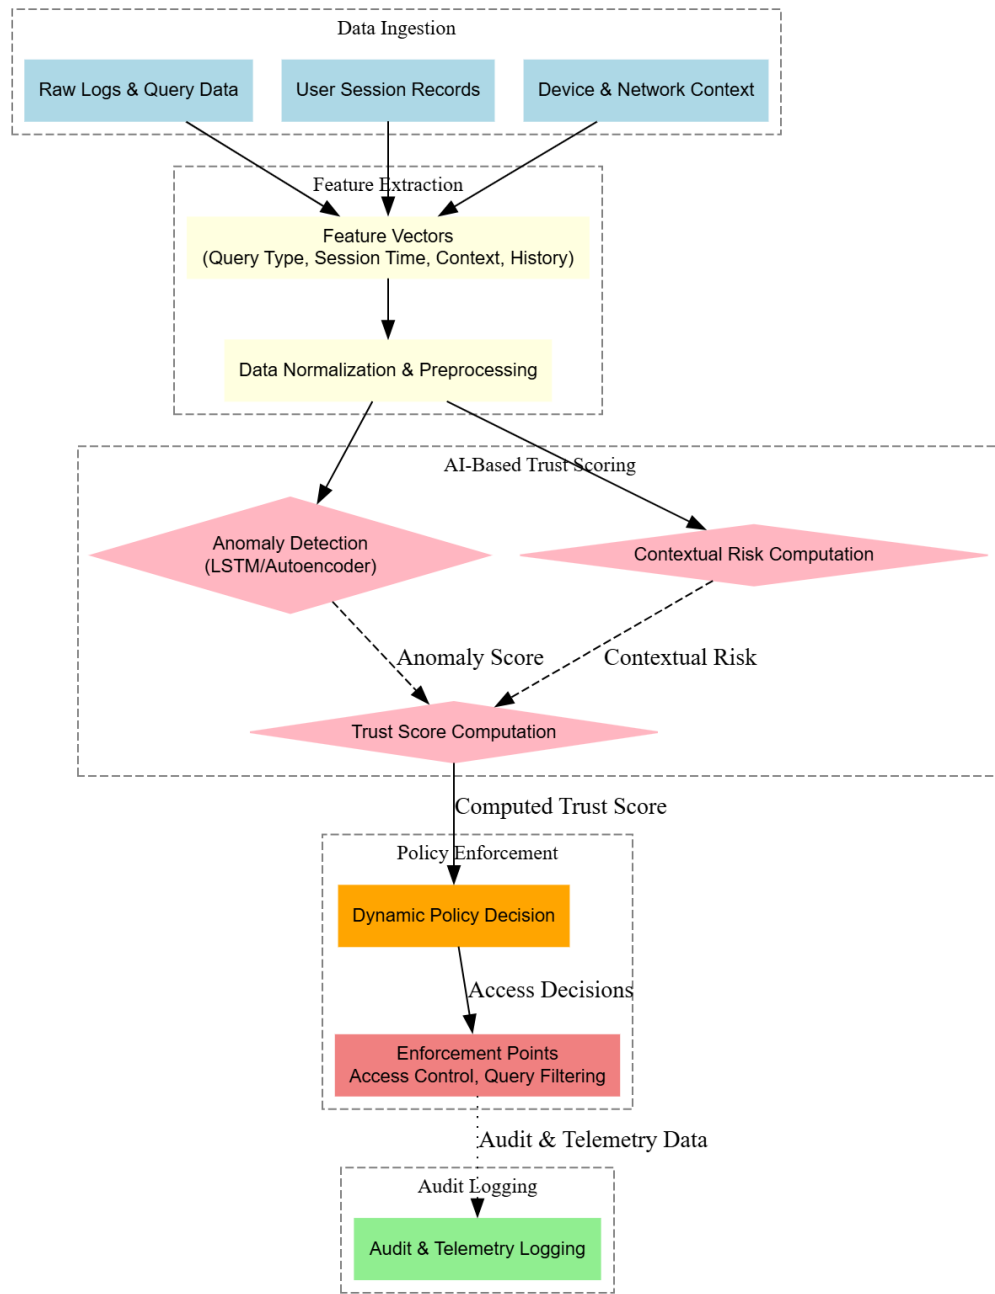 Data Ingestion
Raw Logs & Query Data
User Session Records
Device & Network Context
Feature Extraction
Feature Vectors
(Query Type, Session Time, Context, History)
Data Normalization & Preprocessing
AI-Based Trust Scoring
Anomaly Detection
(LSTM/Autoencoder)
Contextual Risk Computation
Anomaly Score
Contextual Risk
Trust Score Computation
Computed Trust Score
Policy Enforcement
Dynamic Policy Decision
Access Decisions
Enforcement Points
Access Control, Query Filtering
Audit & Telemetry Data
Audit Logging
Audit & Telemetry Logging